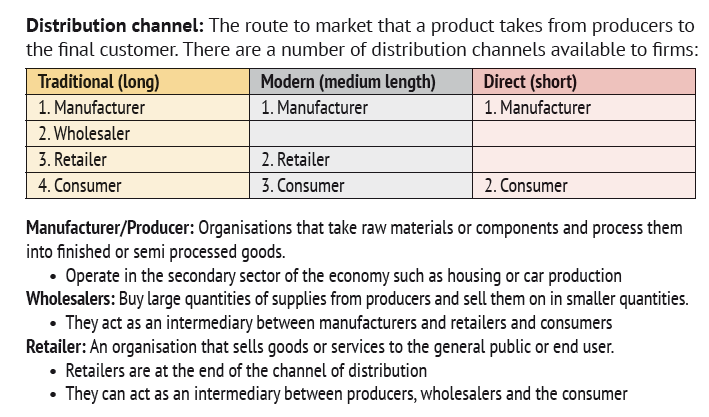 Distribution channel: The route to market that a product takes from producers to
the final customer. There are a number of distribution channels available to firms:
Traditional (long) Modern (medium length) Direct (short)
1. Manufacturer 1. Manufacturer 1. Manufacturer
2. Wholesaler
3. Retailer 2. Retailer
4. Consumer 3. Consumer 2. Consumer
Manufacturer/Producer: Organisations that take raw materials or components and process them
into finished or semi processed goods.
• Operate in the secondary sector of the economy such as housing or car production
Wholesalers: Buy large quantities of supplies from producers and sell them on in smaller quantities.
• They act as an intermediary between manufacturers and retailers and consumers
Retailer: An organisation that sells goods or services to the general public or end user.
• Retailers are at the end of the channel of distribution
• They can act as an intermediary between producers, wholesalers and the consumer